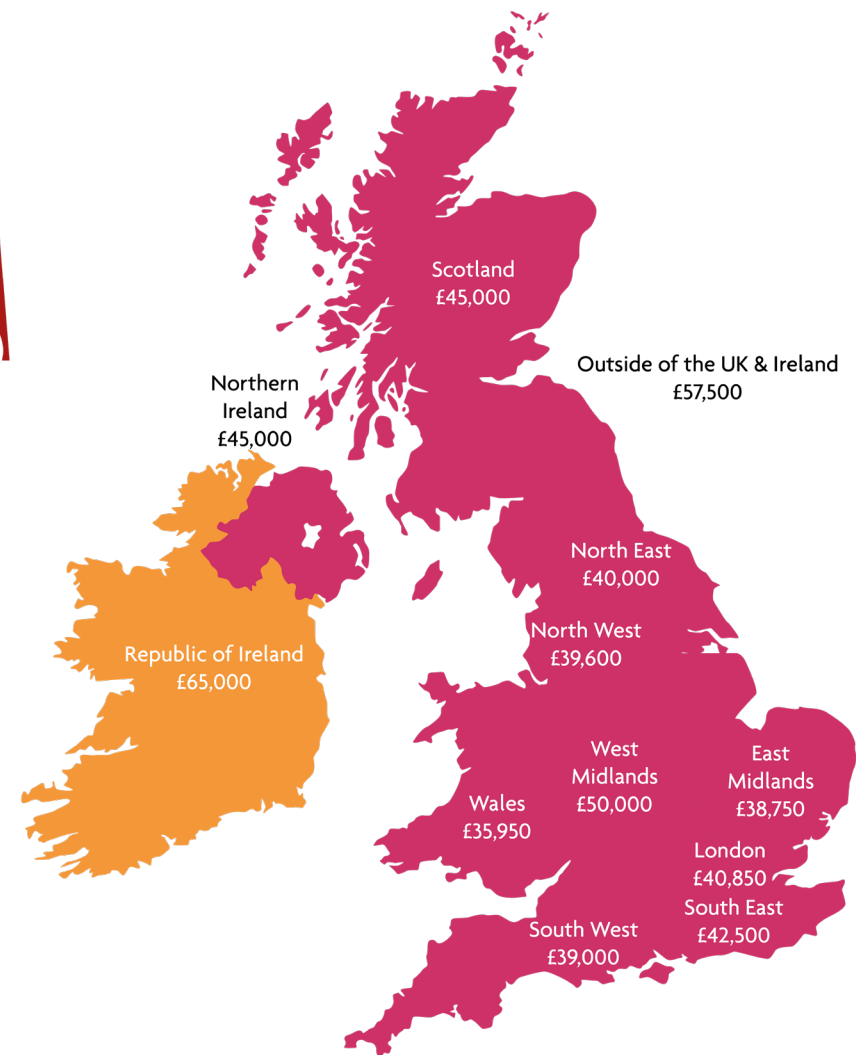 Scotland
£45,000
Outside of the UK & Ireland
£57,500
Northern
Ireland
£45,000
North East
£40,000
North West
£39,600
Republic of Ireland
£65,000
West
Midlands
£50,000
East
Midlands
£38,750
Wales
£35,950
London
£40,850
South East
£42,500
South West
£39,000